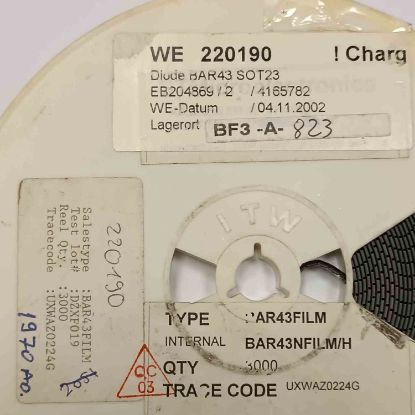 WE 220190 ! Charg
Diode BAR43 SOT23
EB204869 / 2 / 4165782
WE-Datum / 04.11.2002
Lagerort BF3 -A- 823
ITW
220190
Salestype :BAR43FILM
Test lot# :D2XF019
Reel Qty. :3000
Tracecode :UXWAZ0224G
1970
TYPE BAR43FILM
INTERNAL BAR43NFILM/H
QTY 3000
TRACE CODE UXWAZ0224G
QC
03